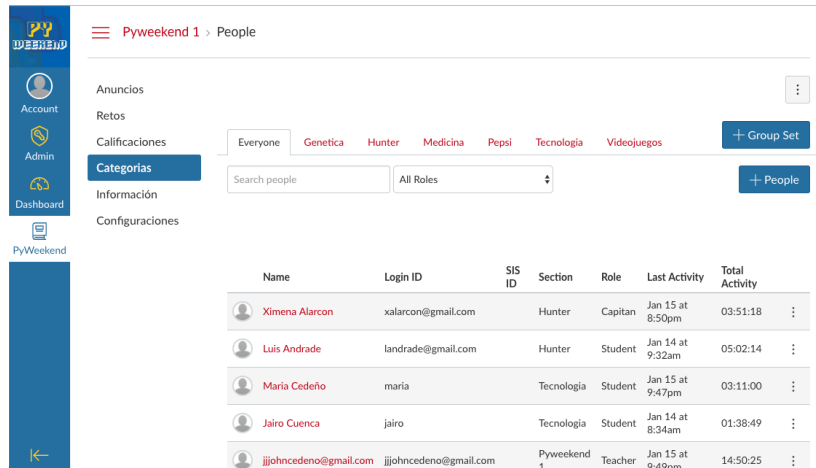 PY
WEEKEND
Pyweekend 1 › People
Account
Admin
Dashboard
PyWeekend
Anuncios
Retos
Calificaciones
Categorias
Información
Configuraciones
Everyone Genetica Hunter Medicina Pepsi Tecnologia Videojuegos
+ Group Set
Search people All Roles
+ People
Name Login ID SIS ID Section Role Last Activity Total Activity
Ximena Alarcon xalarcon@gmail.com Hunter Capitan Jan 15 at 8:50pm 03:51:18
Luis Andrade landrade@gmail.com Hunter Student Jan 14 at 9:32am 05:02:14
Maria Cedeño maria Tecnologia Student Jan 15 at 9:47pm 03:11:00
Jairo Cuenca jairo Tecnologia Student Jan 14 at 8:34am 01:38:49
jjjohncedeno@gmail.com jjjohncedeno@gmail.com Pyweekend 1 Teacher Jan 15 at 9:49pm 14:50:25